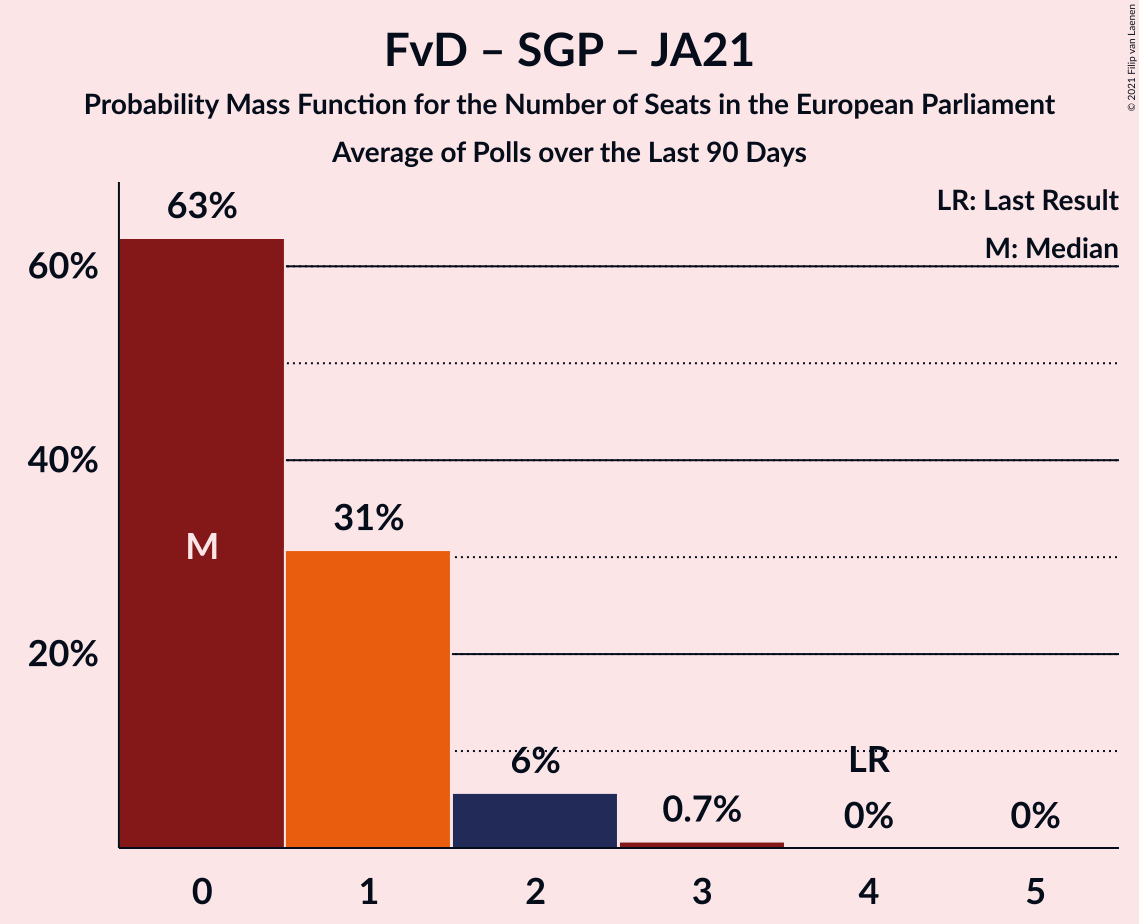 FvD – SGP – JA21
Probability Mass Function for the Number of Seats in the European Parliament
Average of Polls over the Last 90 Days
© 2021 Filip van Laenen
LR: Last Result
M: Median
63%
60%
40%
31%
M
20%
6%
LR
0.7%
0%
0%
0
1
2
3
4
5